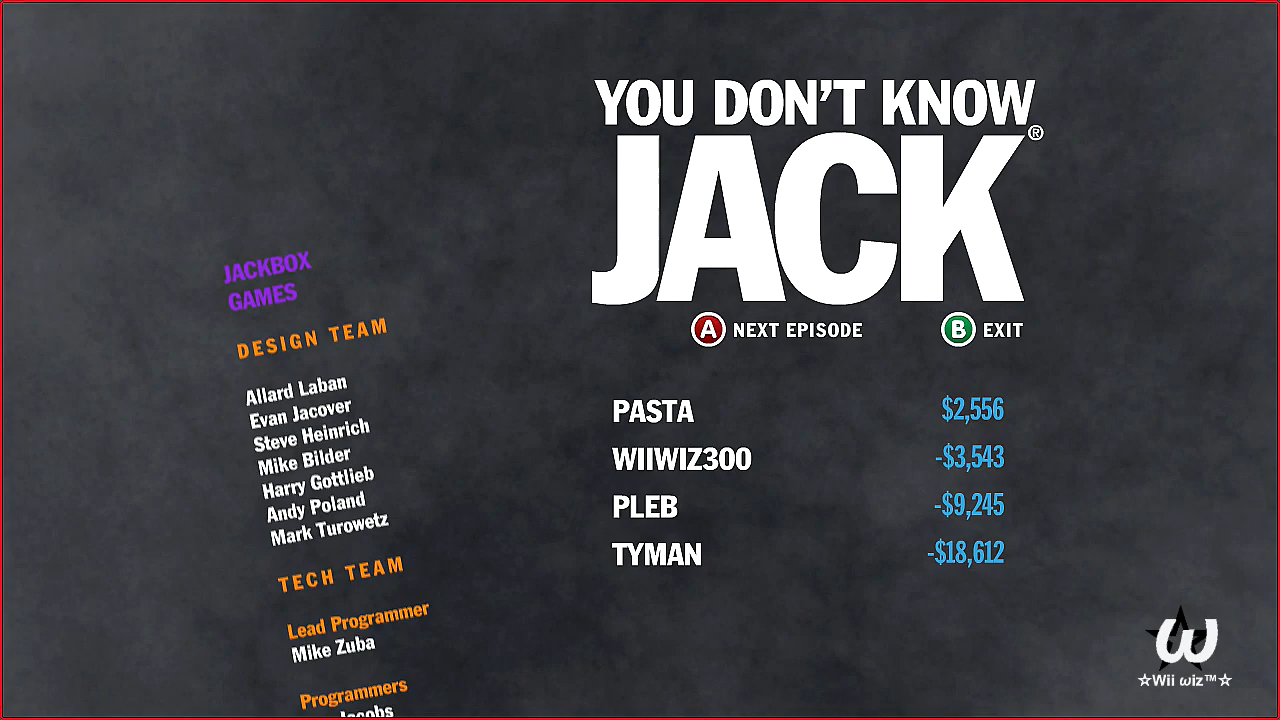 YOU DON'T KNOW
JACK®
A NEXT EPISODE B EXIT
PASTA $2,556
WIIWIZ300 -$3,543
PLEB -$9,245
TYMAN -$18,612
JACKBOX
GAMES
DESIGN TEAM
Allard Laban
Evan Jacover
Steve Heinrich
Mike Bilder
Harry Gottlieb
Andy Poland
Mark Turowetz
TECH TEAM
Lead Programmer
Mike Zuba
Programmers
Jacobs
ω
☆Wii ωiz™☆